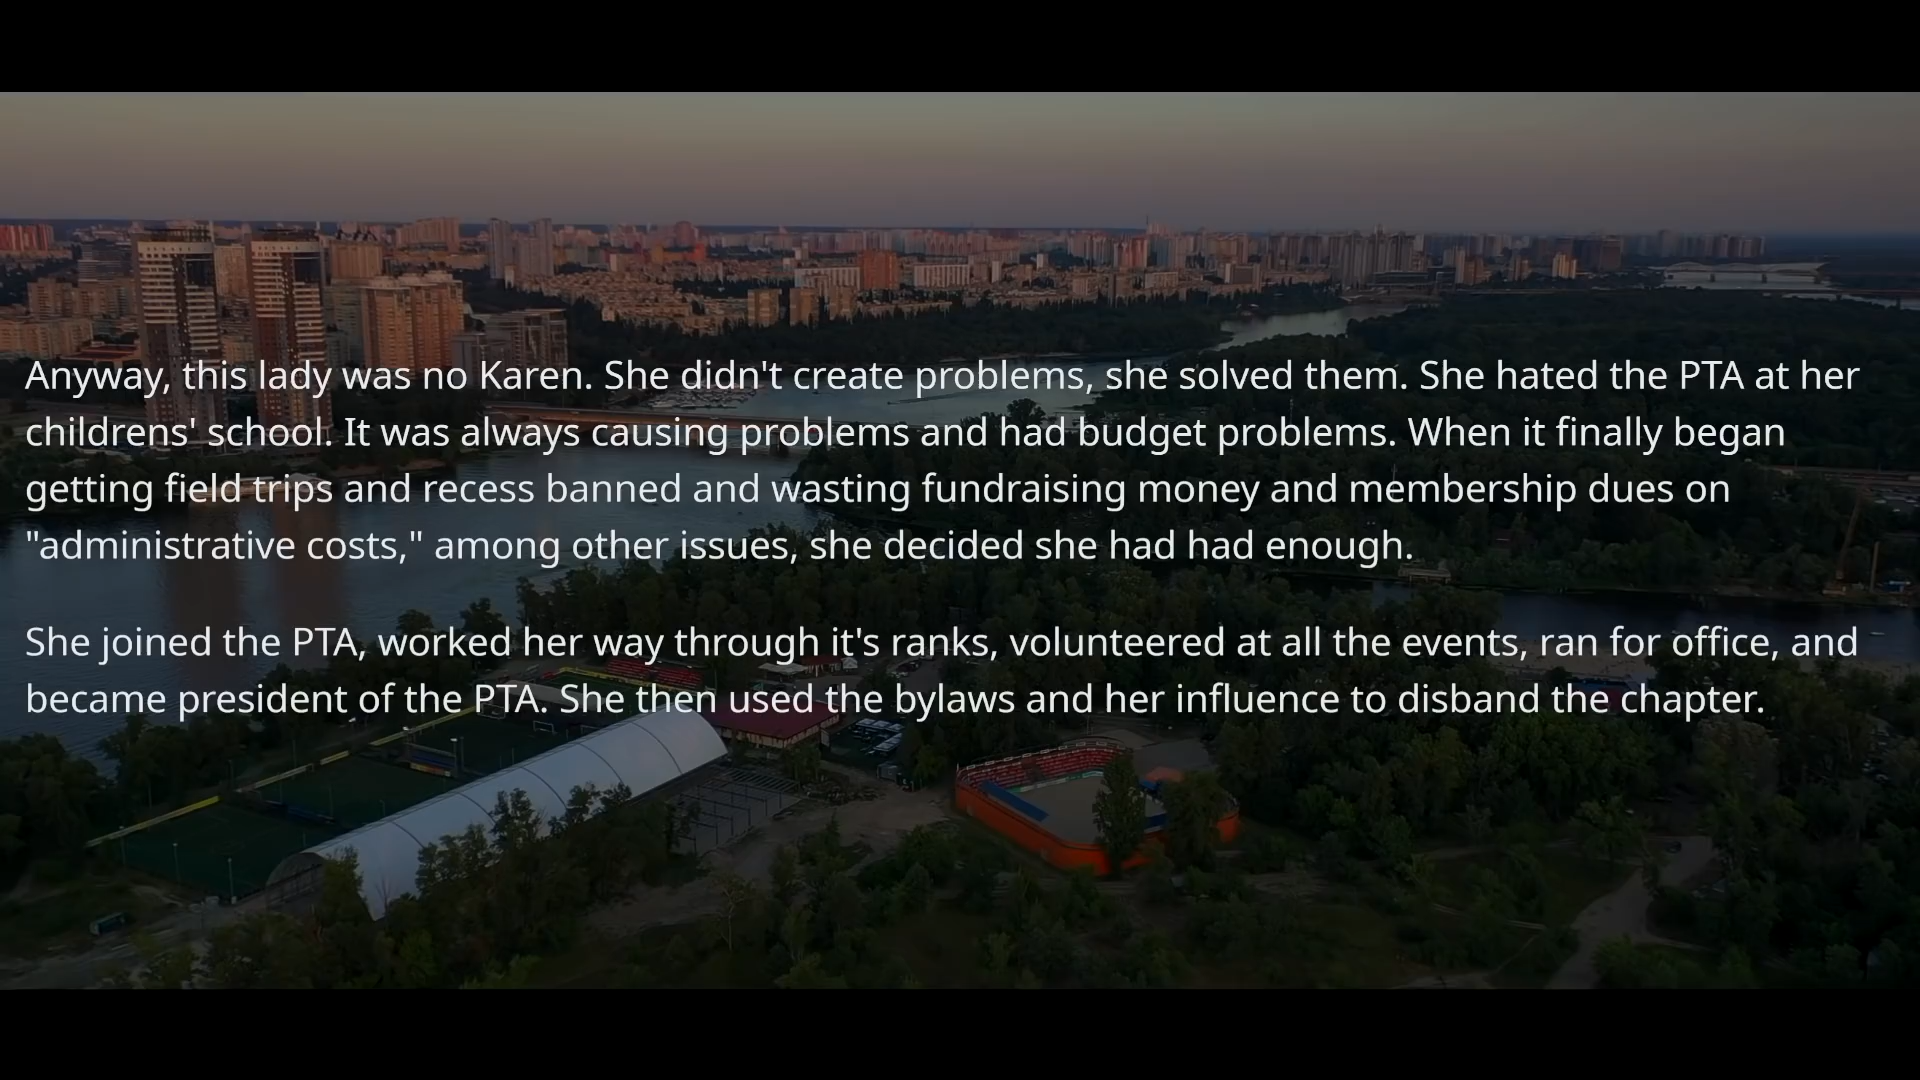 Anyway, this lady was no Karen. She didn't create problems, she solved them. She hated the PTA at her
childrens' school. It was always causing problems and had budget problems. When it finally began
getting field trips and recess banned and wasting fundraising money and membership dues on
"administrative costs," among other issues, she decided she had had enough.
She joined the PTA, worked her way through it's ranks, volunteered at all the events, ran for office, and
became president of the PTA. She then used the bylaws and her influence to disband the chapter.